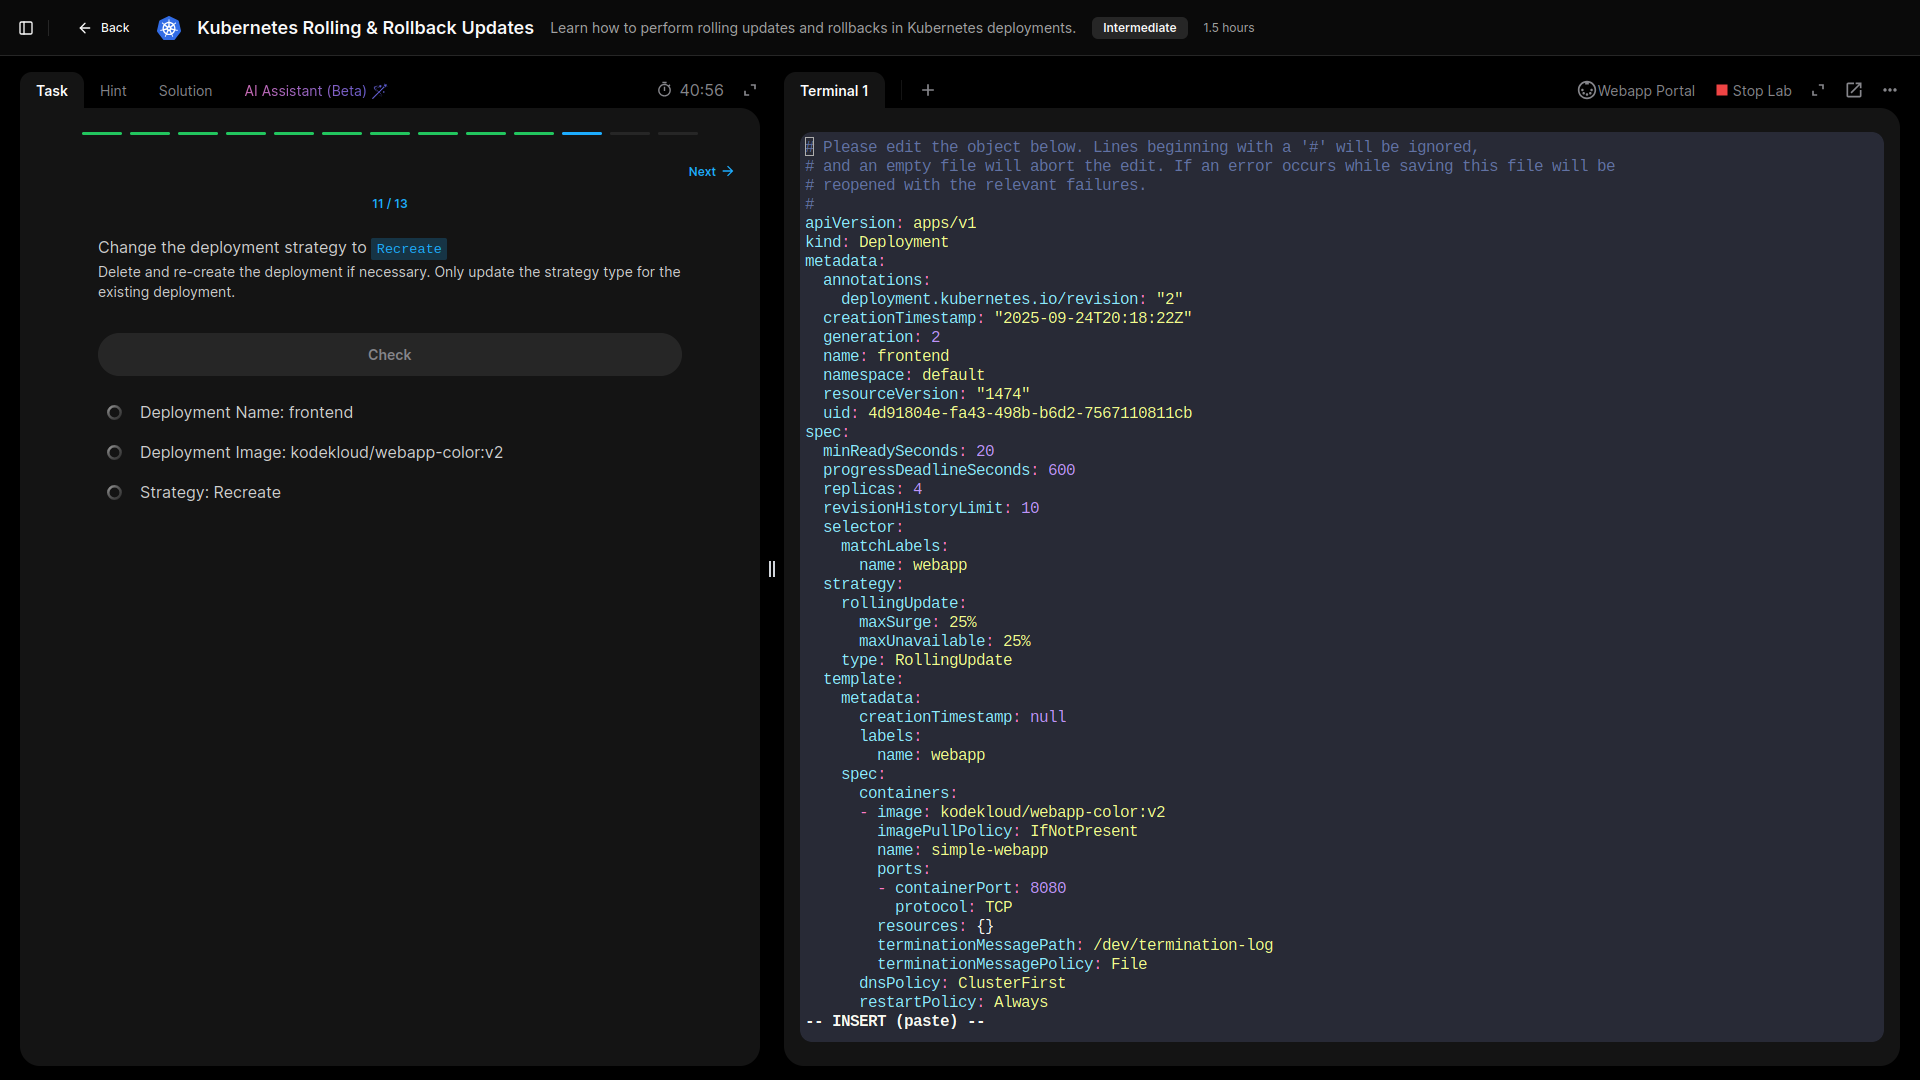 Back
Kubernetes Rolling & Rollback Updates
Learn how to perform rolling updates and rollbacks in Kubernetes deployments.
Intermediate
1.5 hours
Task
Hint
Solution
AI Assistant (Beta)
40:56
Next
11 / 13
Change the deployment strategy to Recreate
Delete and re-create the deployment if necessary. Only update the strategy type for the
existing deployment.
Check
Deployment Name: frontend
Deployment Image: kodekloud/webapp-color:v2
Strategy: Recreate
Terminal 1
Webapp Portal
Stop Lab
# Please edit the object below. Lines beginning with a '#' will be ignored,
# and an empty file will abort the edit. If an error occurs while saving this file will be
# reopened with the relevant failures.
#
apiVersion: apps/v1
kind: Deployment
metadata:
  annotations:
    deployment.kubernetes.io/revision: "2"
  creationTimestamp: "2025-09-24T20:18:22Z"
  generation: 2
  name: frontend
  namespace: default
  resourceVersion: "1474"
  uid: 4d91804e-fa43-498b-b6d2-7567110811cb
spec:
  minReadySeconds: 20
  progressDeadlineSeconds: 600
  replicas: 4
  revisionHistoryLimit: 10
  selector:
    matchLabels:
      name: webapp
  strategy:
    rollingUpdate:
      maxSurge: 25%
      maxUnavailable: 25%
    type: RollingUpdate
  template:
    metadata:
      creationTimestamp: null
      labels:
        name: webapp
    spec:
      containers:
      - image: kodekloud/webapp-color:v2
        imagePullPolicy: IfNotPresent
        name: simple-webapp
        ports:
        - containerPort: 8080
          protocol: TCP
        resources: {}
        terminationMessagePath: /dev/termination-log
        terminationMessagePolicy: File
      dnsPolicy: ClusterFirst
      restartPolicy: Always
-- INSERT (paste) --